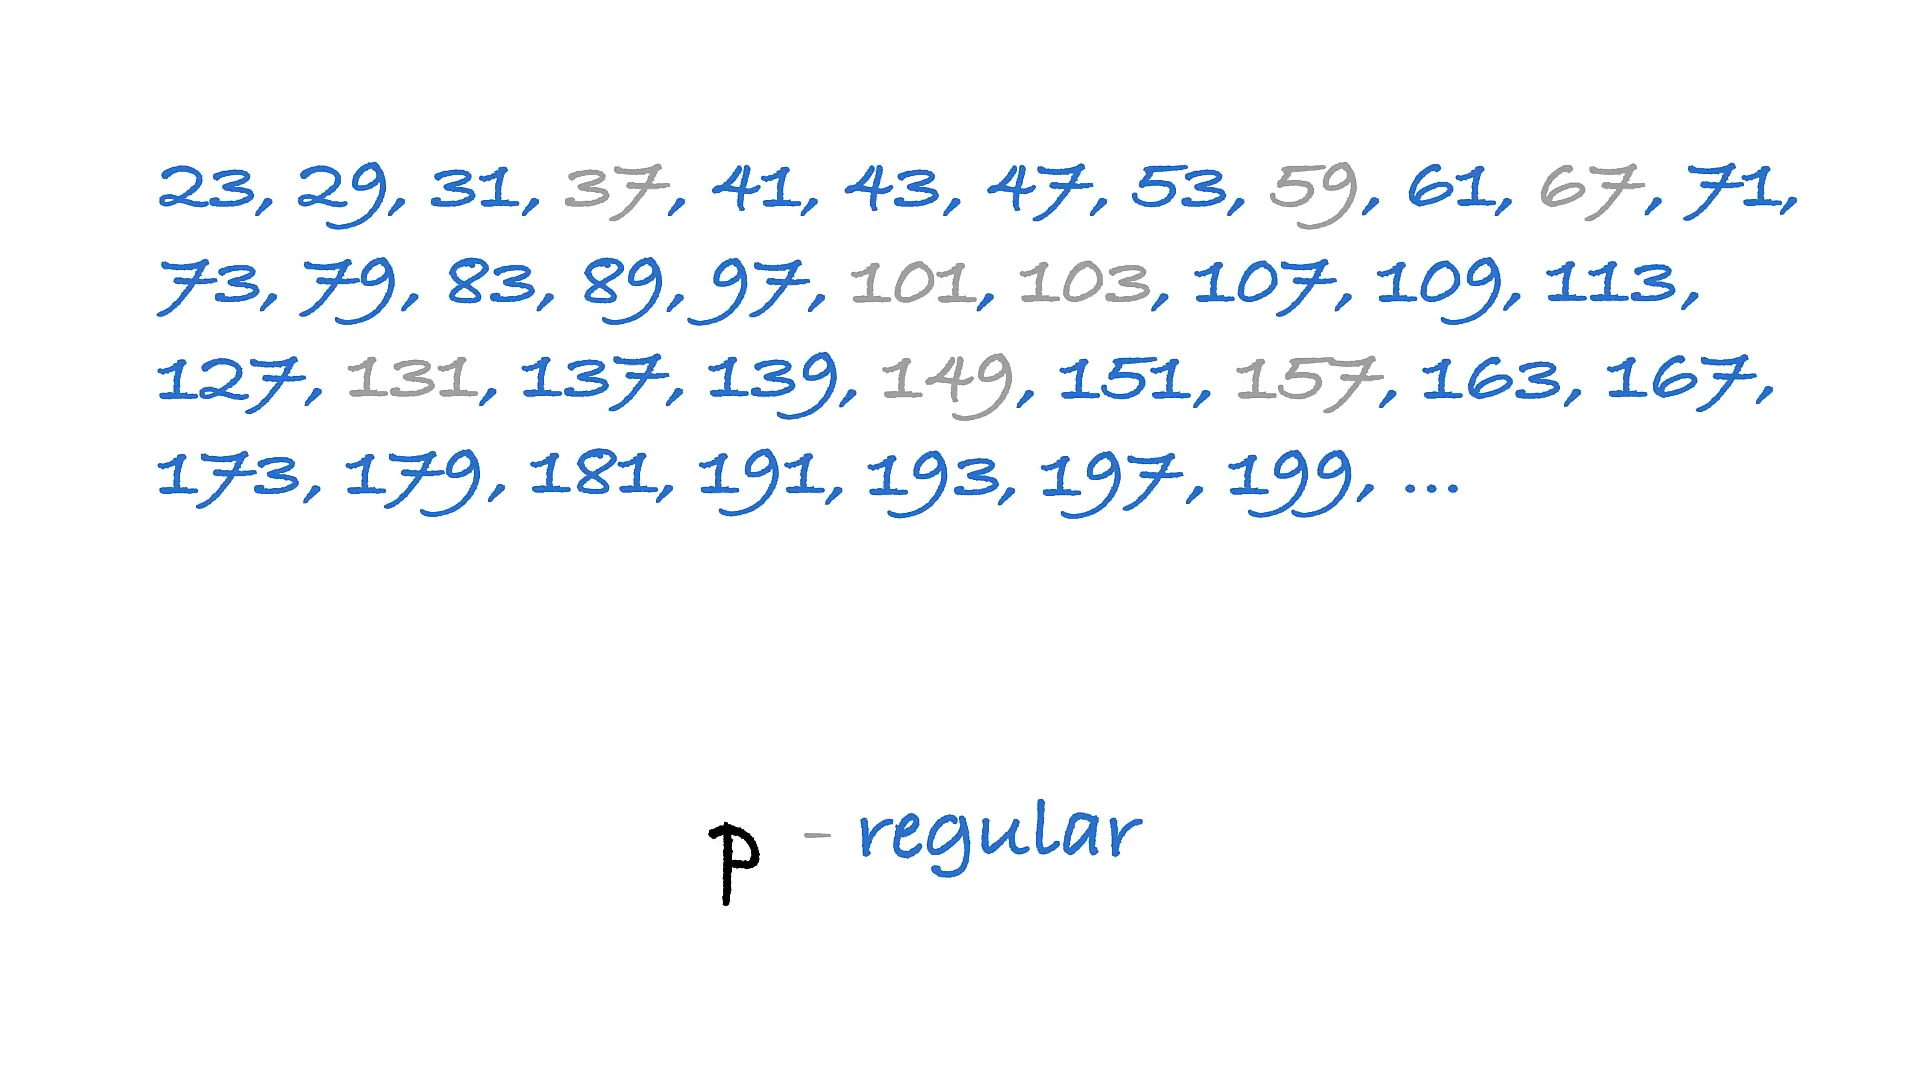 23, 29, 31, 37, 41, 43, 47, 53, 59, 61, 67, 71,
73, 79, 83, 89, 97, 101, 103, 107, 109, 113,
127, 131, 137, 139, 149, 151, 157, 163, 167,
173, 179, 181, 191, 193, 197, 199, ...
p - regular